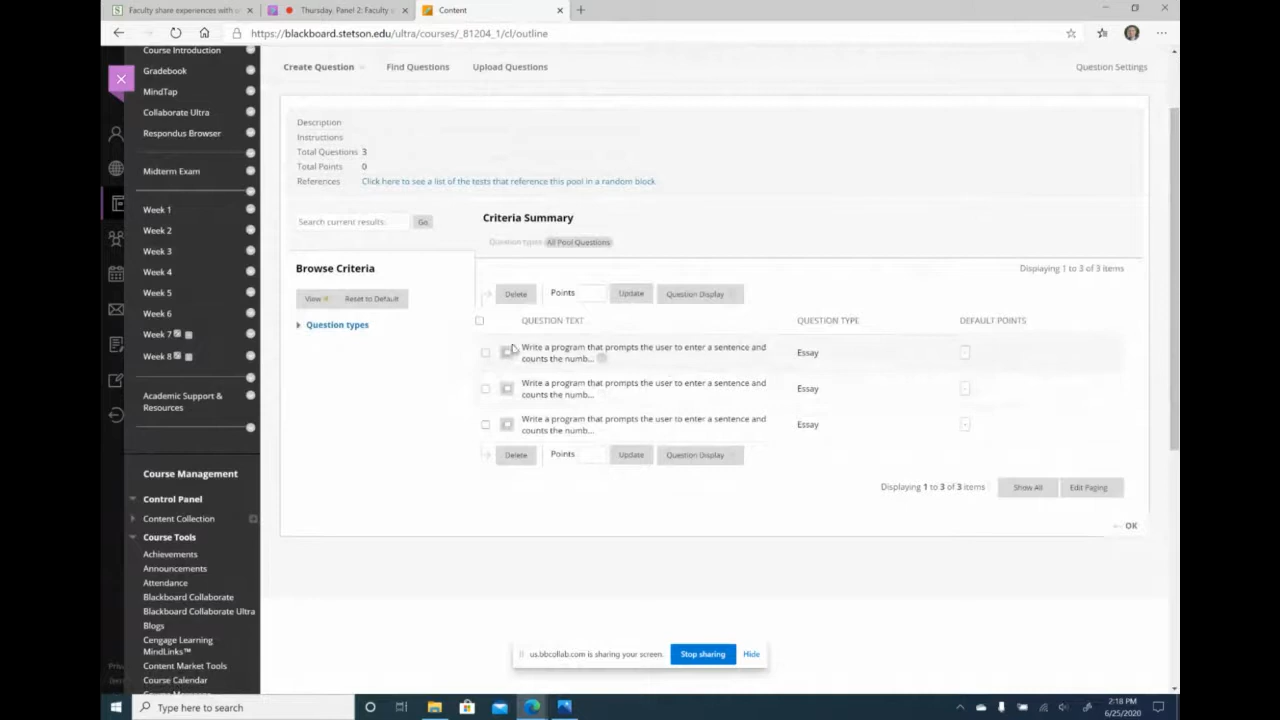 Faculty share experiences with
Thursday. Panel 2: Faculty
Content
https://blackboard.stetson.edu/ultra/courses/_81204_1/cl/outline
Course Introduction
Gradebook
MindTap
Collaborate Ultra
Respondus Browser
Midterm Exam
Week 1
Week 2
Week 3
Week 4
Week 5
Week 6
Week 7
Week 8
Academic Support &
Resources
Course Management
Control Panel
Content Collection
Course Tools
Achievements
Announcements
Attendance
Blackboard Collaborate
Blackboard Collaborate Ultra
Blogs
Cengage Learning
MindLinks™
Content Market Tools
Course Calendar
Create Question
Find Questions
Upload Questions
Question Settings
Description
Instructions
Total Questions 3
Total Points 0
References Click here to see a list of the tests that reference this pool in a random block.
Search current results:
Go
Criteria Summary
Question types: All Pool Questions
Browse Criteria
Displaying 1 to 3 of 3 items
View
Reset to Default
Question types
Delete
Points
Update
Question Display
QUESTION TEXT
QUESTION TYPE
DEFAULT POINTS
Write a program that prompts the user to enter a sentence and
counts the numb...
Essay
-
Write a program that prompts the user to enter a sentence and
counts the numb...
Essay
-
Write a program that prompts the user to enter a sentence and
counts the numb...
Essay
-
Delete
Points
Update
Question Display
Displaying 1 to 3 of 3 items
Show All
Edit Paging
OK
us.bbcollab.com is sharing your screen.
Stop sharing
Hide
Type here to search
2:18 PM
6/25/2020